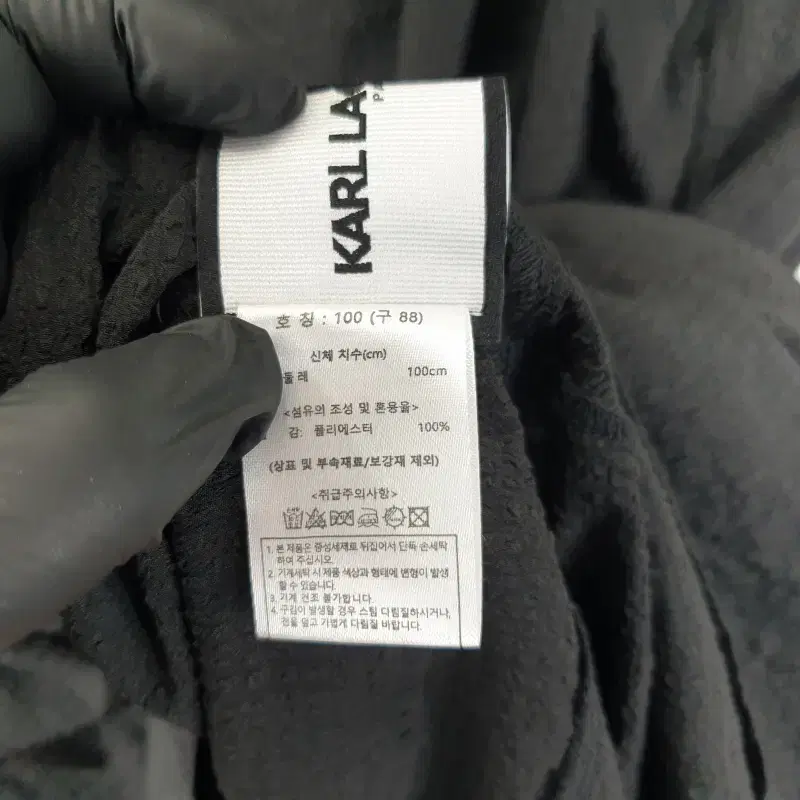 KARL LA
PA
호 칭 : 100 (구 88)
신체 치수(cm)
둘레 100cm
<섬유의 조성 및 혼용율>
감: 폴리에스터 100%
(상표 및 부속재료/보강재 제외)
<취급주의사항>
1. 본 제품은 중성세제로 뒤집어서 단독 손세탁
하여 주십시오.
2. 기계세탁 시 제품 색상과 형태에 변형이 발생
할 수 있습니다.
3. 기계 건조 불가합니다.
4. 구김이 발생할 경우 스팀 다림질하시거나,
천을 덮고 가볍게 다림질 바랍니다.